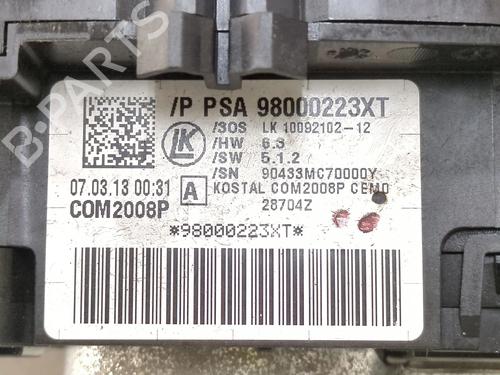 /P PSA 98000223XT
/SOS LK 10092102-12
/HW 6.3
/SW 5.1.2
/SN 90433MC70000Y
KOSTAL COM2008P CEMO
28704Z
LK
A
07.03.13 00:31
COM2008P
*98000223XT*
B-PARTS